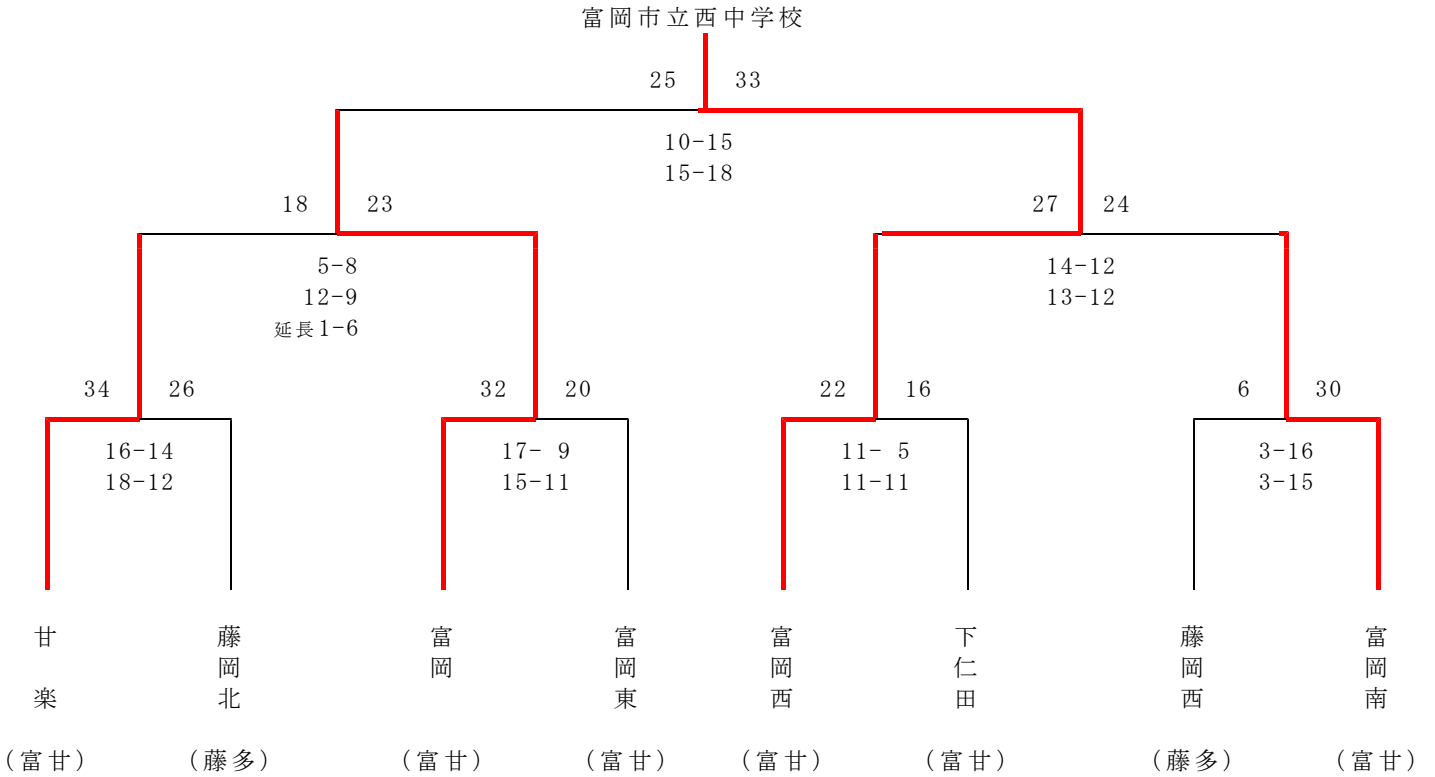 富岡市立西中学校
25 33
10-15
15-18
18 23
27 24
5-8
12-9
延長1-6
14-12
13-12
34 26
32 20
22 16
6 30
16-14
18-12
17- 9
15-11
11- 5
11-11
3-16
3-15
甘楽
藤岡北
富岡
富岡東
富岡西
下仁田
藤岡西
富岡南
(富甘)
(藤多)
(富甘)
(富甘)
(富甘)
(富甘)
(藤多)
(富甘)